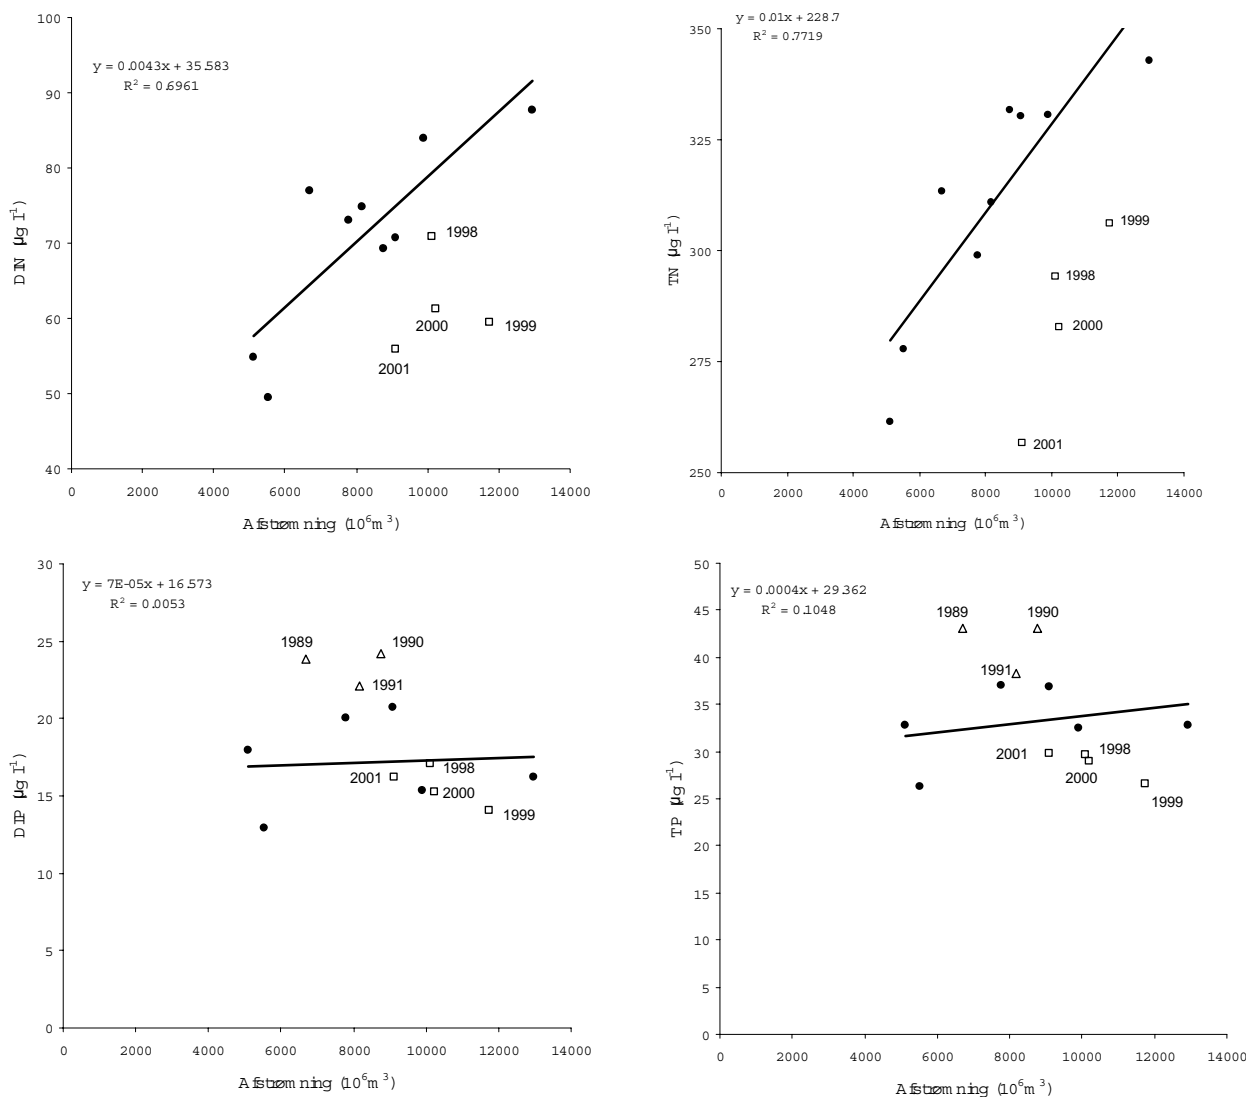 y = 0.0043x + 35.583
R² = 0.6961
100
90
80
70
60
50
40
DIN µg l⁻¹)
1998
2000
1999
2001
0 2000 4000 6000 8000 10000 12000 14000
Afstrømning (10⁶m³)
y = 0.01x + 228.7
R² = 0.7719
350
325
300
275
250
TN µg l⁻¹)
1999
1998
2000
2001
0 2000 4000 6000 8000 10000 12000 14000
Afstrømning (10⁶m³)
y = 7E-05x + 16.573
R² = 0.0053
30
25
20
15
10
5
0
DIP µg l⁻¹)
1989
1990
1991
2001
1998
2000
1999
0 2000 4000 6000 8000 10000 12000 14000
Afstrømning (10⁶m³)
y = 0.0004x + 29.362
R² = 0.1048
50
45
40
35
30
25
20
15
10
5
0
TP µg l⁻¹)
1989
1990
1991
2001
1998
2000
1999
0 2000 4000 6000 8000 10000 12000 14000
Afstrømning (10⁶m³)